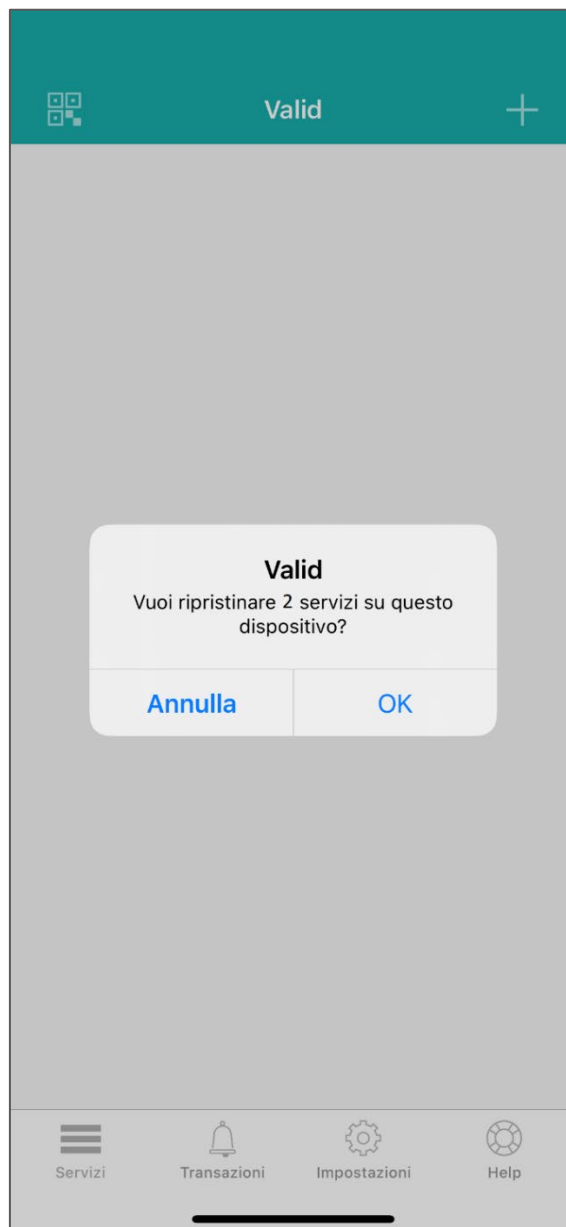 Valid
Valid
Vuoi ripristinare 2 servizi su questo
dispositivo?
Annulla OK
Servizi Transazioni Impostazioni Help